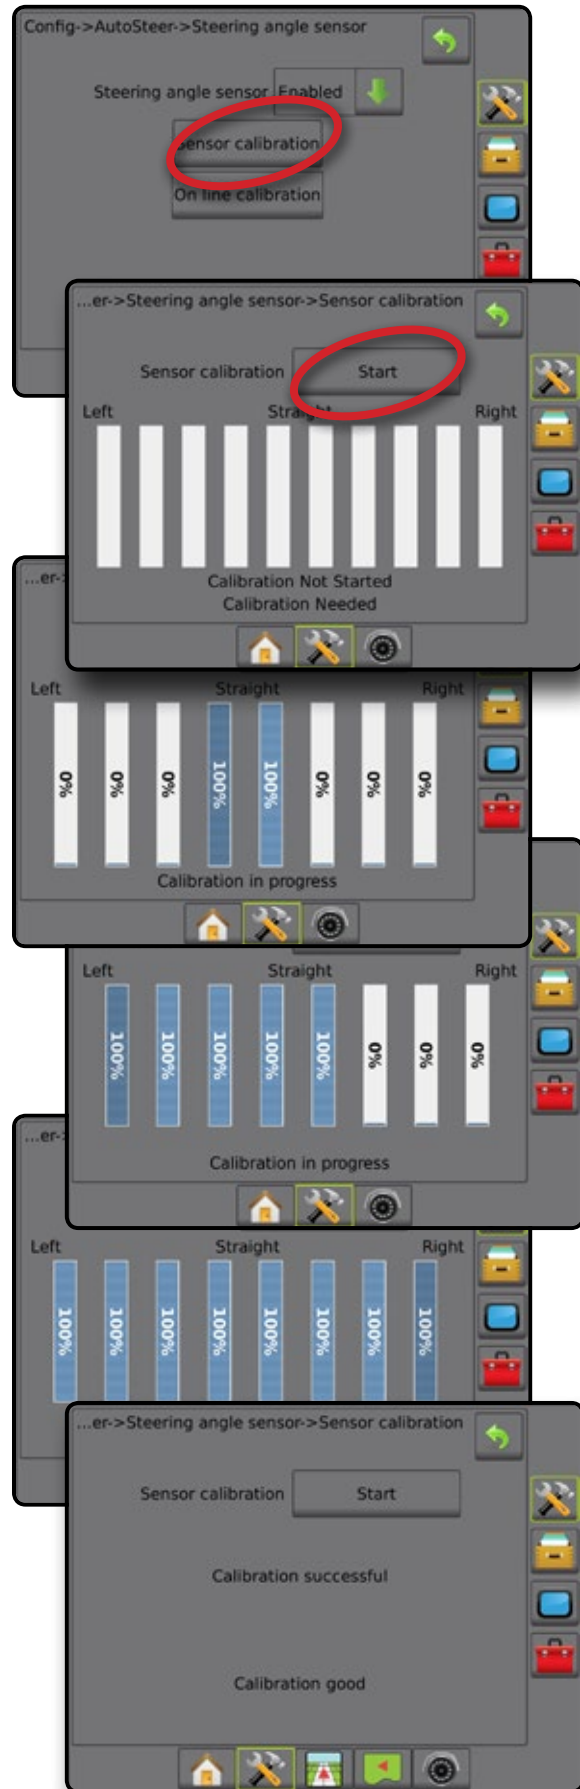 Config->AutoSteer->Steering angle sensor
Steering angle sensor Enabled
Sensor calibration
On line calibration
...er->Steering angle sensor->Sensor calibration
Sensor calibration Start
Left Straight Right
Calibration Not Started
Calibration Needed
...er-
Left Straight Right
0% 0% 0% 100% 100% 0% 0% 0%
Calibration in progress
Left Straight Right
100% 100% 100% 100% 100% 0% 0% 0%
Calibration in progress
...er-
Left Straight Right
100% 100% 100% 100% 100% 100% 100% 100%
...er->Steering angle sensor->Sensor calibration
Sensor calibration Start
Calibration successful
Calibration good